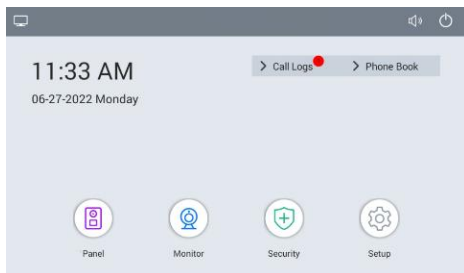 11:33 AM
06-27-2022 Monday
Call Logs
Phone Book
Panel
Monitor
Security
Setup